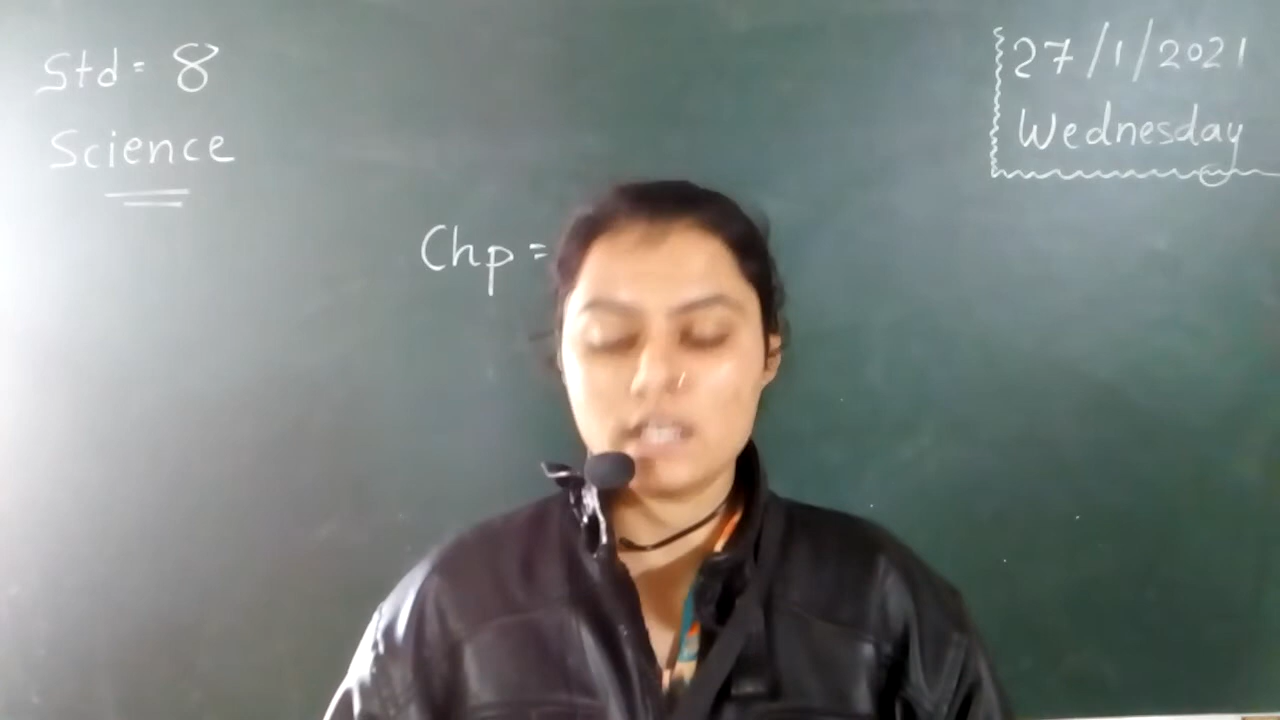 Std = 8
Science
27/1/2021
Wednesday
Chp =